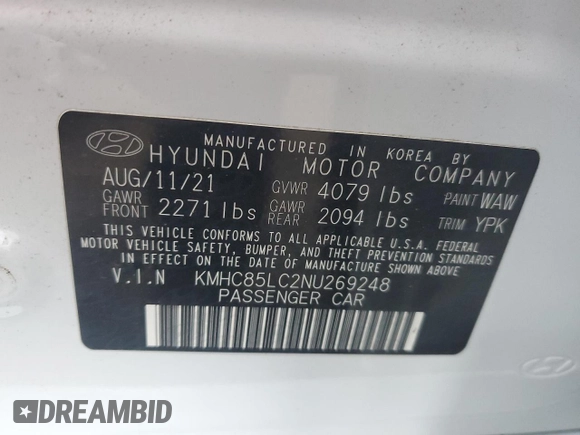 MANUFACTURED IN KOREA BY
HYUNDAI MOTOR COMPANY
AUG/11/21 GVWR 4079 lbs PAINT WAW
GAWR FRONT 2271 lbs GAWR REAR 2094 lbs TRIM YPK
THIS VEHICLE CONFORMS TO ALL APPLICABLE U.S.A. FEDERAL
MOTOR VEHICLE SAFETY, BUMPER, AND THEFT PREVENTION STANDARDS
IN EFFECT ON THE DATE OF MANUFACTURE SHOWN ABOVE.
V.I.N KMHC85LC2NU269248
PASSENGER CAR
DREAMBID